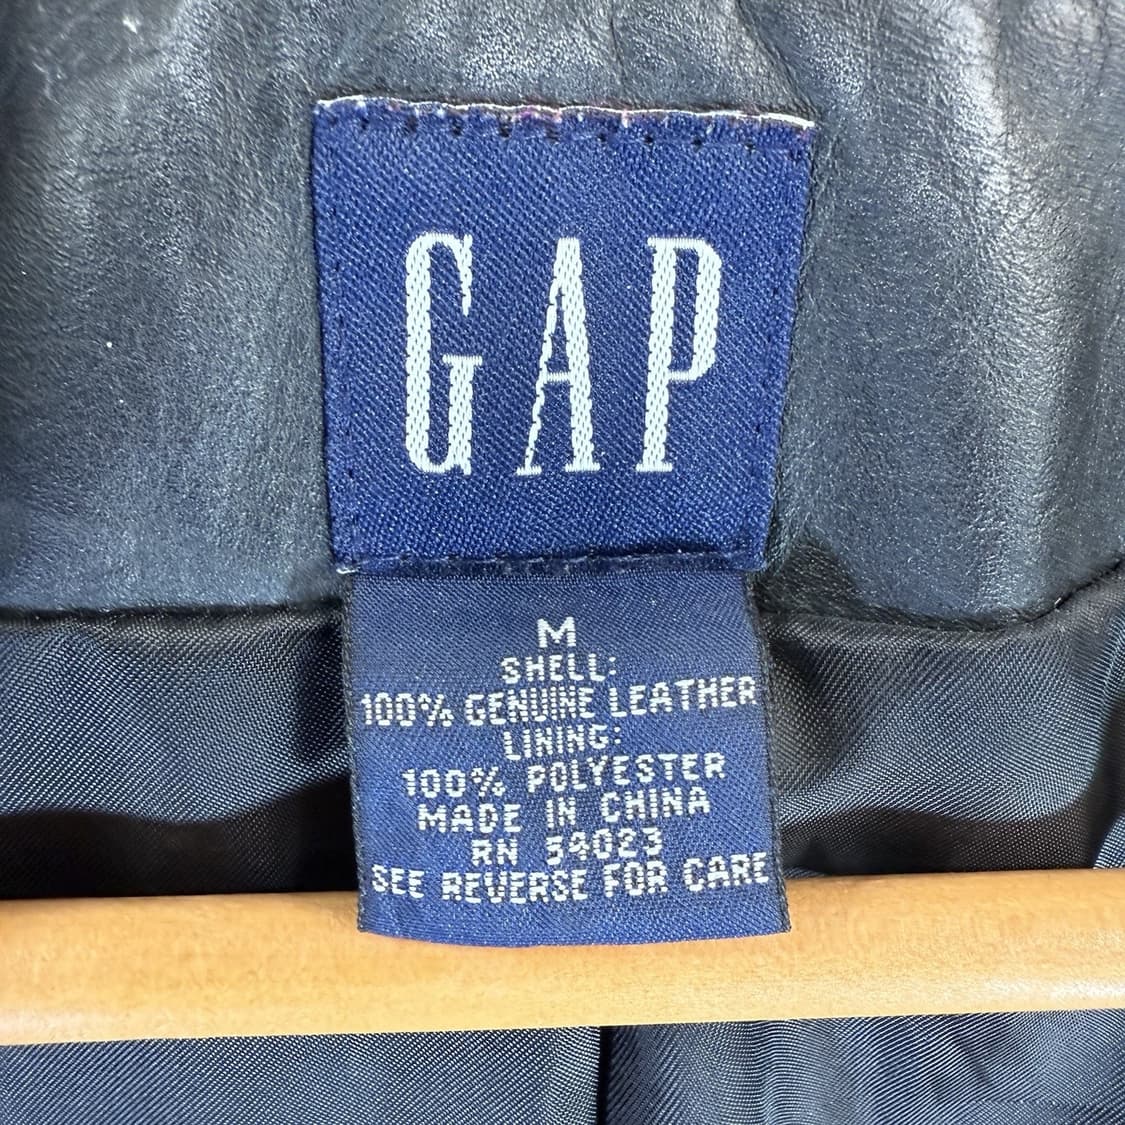 GAP
M
SHELL:
100% GENUINE LEATHER
LINING:
100% POLYESTER
MADE IN CHINA
RN 54023
SEE REVERSE FOR CARE